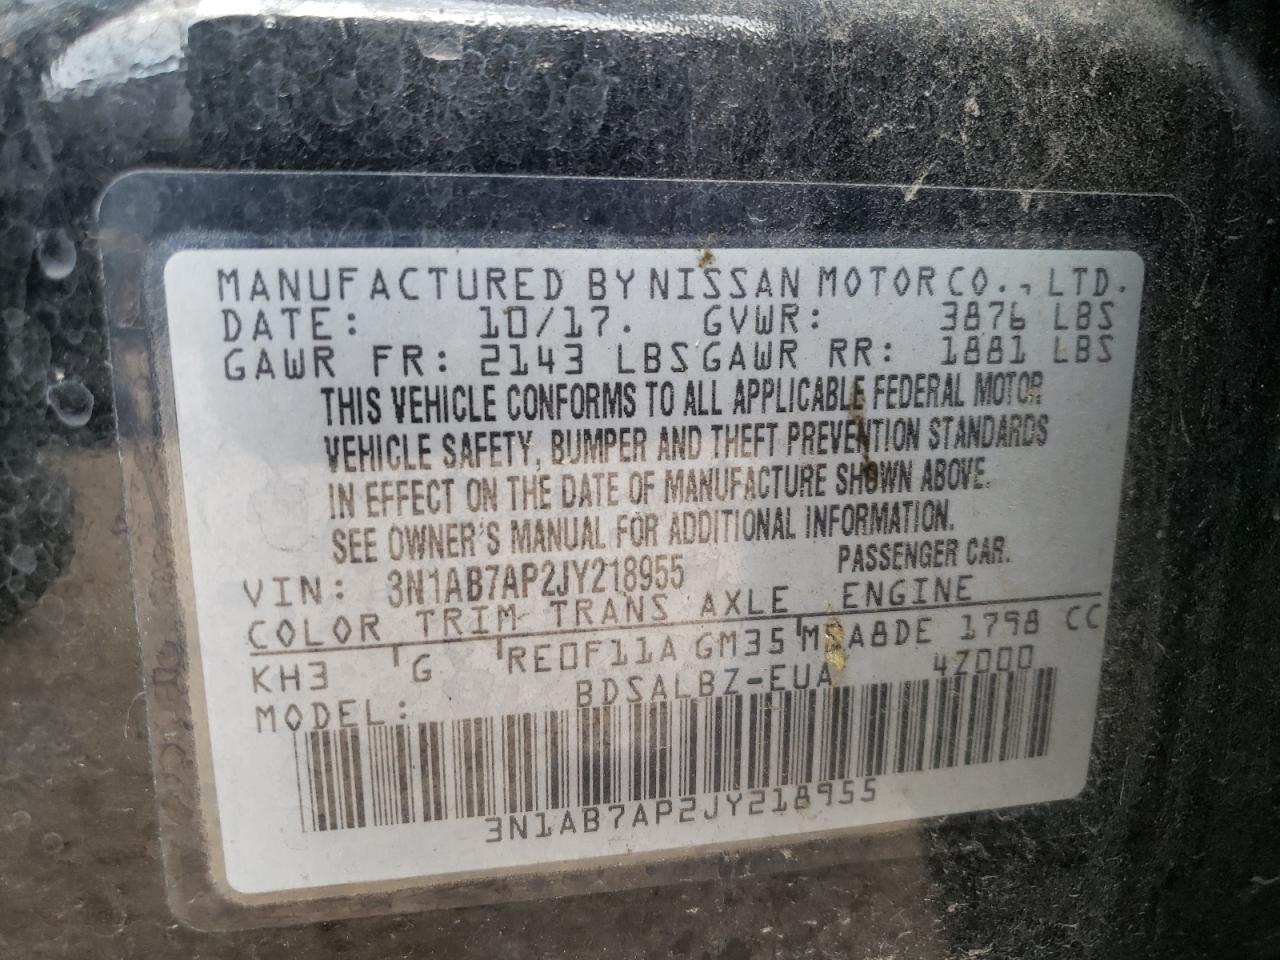 MANUFACTURED BY NISSAN MOTOR CO., LTD.
DATE: 10/17. GVWR: 3876 LBS
GAWR FR: 2143 LBS GAWR RR: 1881 LBS
THIS VEHICLE CONFORMS TO ALL APPLICABLE FEDERAL MOTOR
VEHICLE SAFETY, BUMPER AND THEFT PREVENTION STANDARDS
IN EFFECT ON THE DATE OF MANUFACTURE SHOWN ABOVE.
SEE OWNER'S MANUAL FOR ADDITIONAL INFORMATION.
VIN: 3N1AB7AP2JY218955 PASSENGER CAR.
COLOR TRIM TRANS AXLE ENGINE
KH3 G RE0F11A GM35 MRA8DE 1798 CC
MODEL: BDSALBZ-EUA 4Z000
3N1AB7AP2JY218955